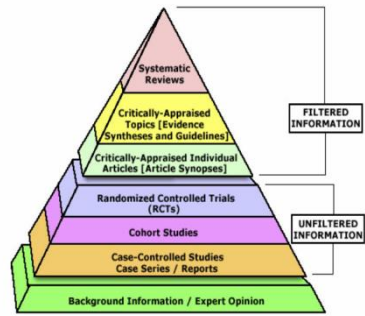 Systematic
Reviews
Critically-Appraised
Topics [Evidence
Syntheses and Guidelines]
FILTERED
INFORMATION
Critically-Appraised Individual
Articles [Article Synopses]
Randomized Controlled Trials
(RCTs)
UNFILTERED
INFORMATION
Cohort Studies
Case-Controlled Studies
Case Series / Reports
Background Information / Expert Opinion